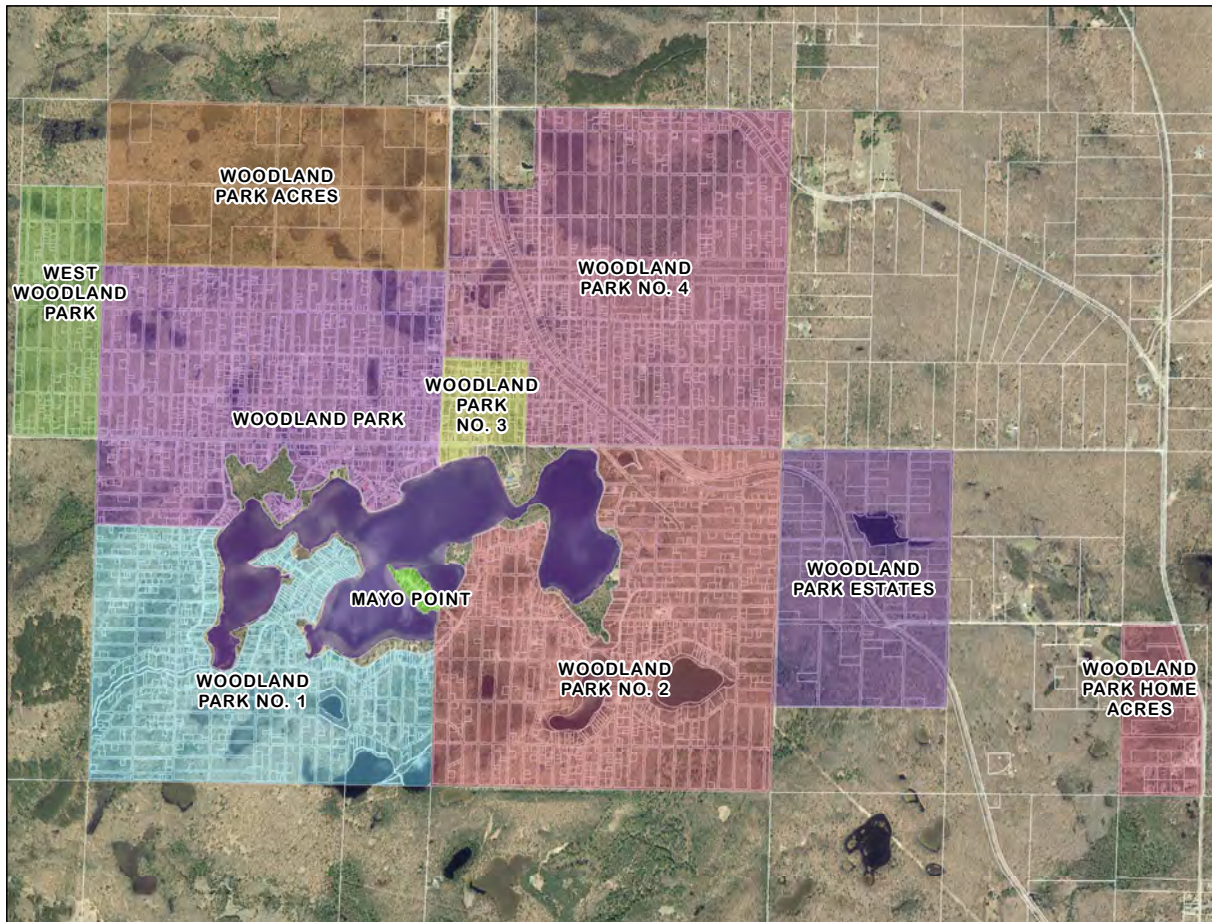 WOODLAND
PARK ACRES
WEST
WOODLAND
PARK
WOODLAND
PARK NO. 4
WOODLAND PARK
WOODLAND
PARK
NO. 3
WOODLAND
PARK ESTATES
MAYO POINT
WOODLAND
PARK NO. 1
WOODLAND
PARK NO. 2
WOODLAND
PARK HOME
ACRES